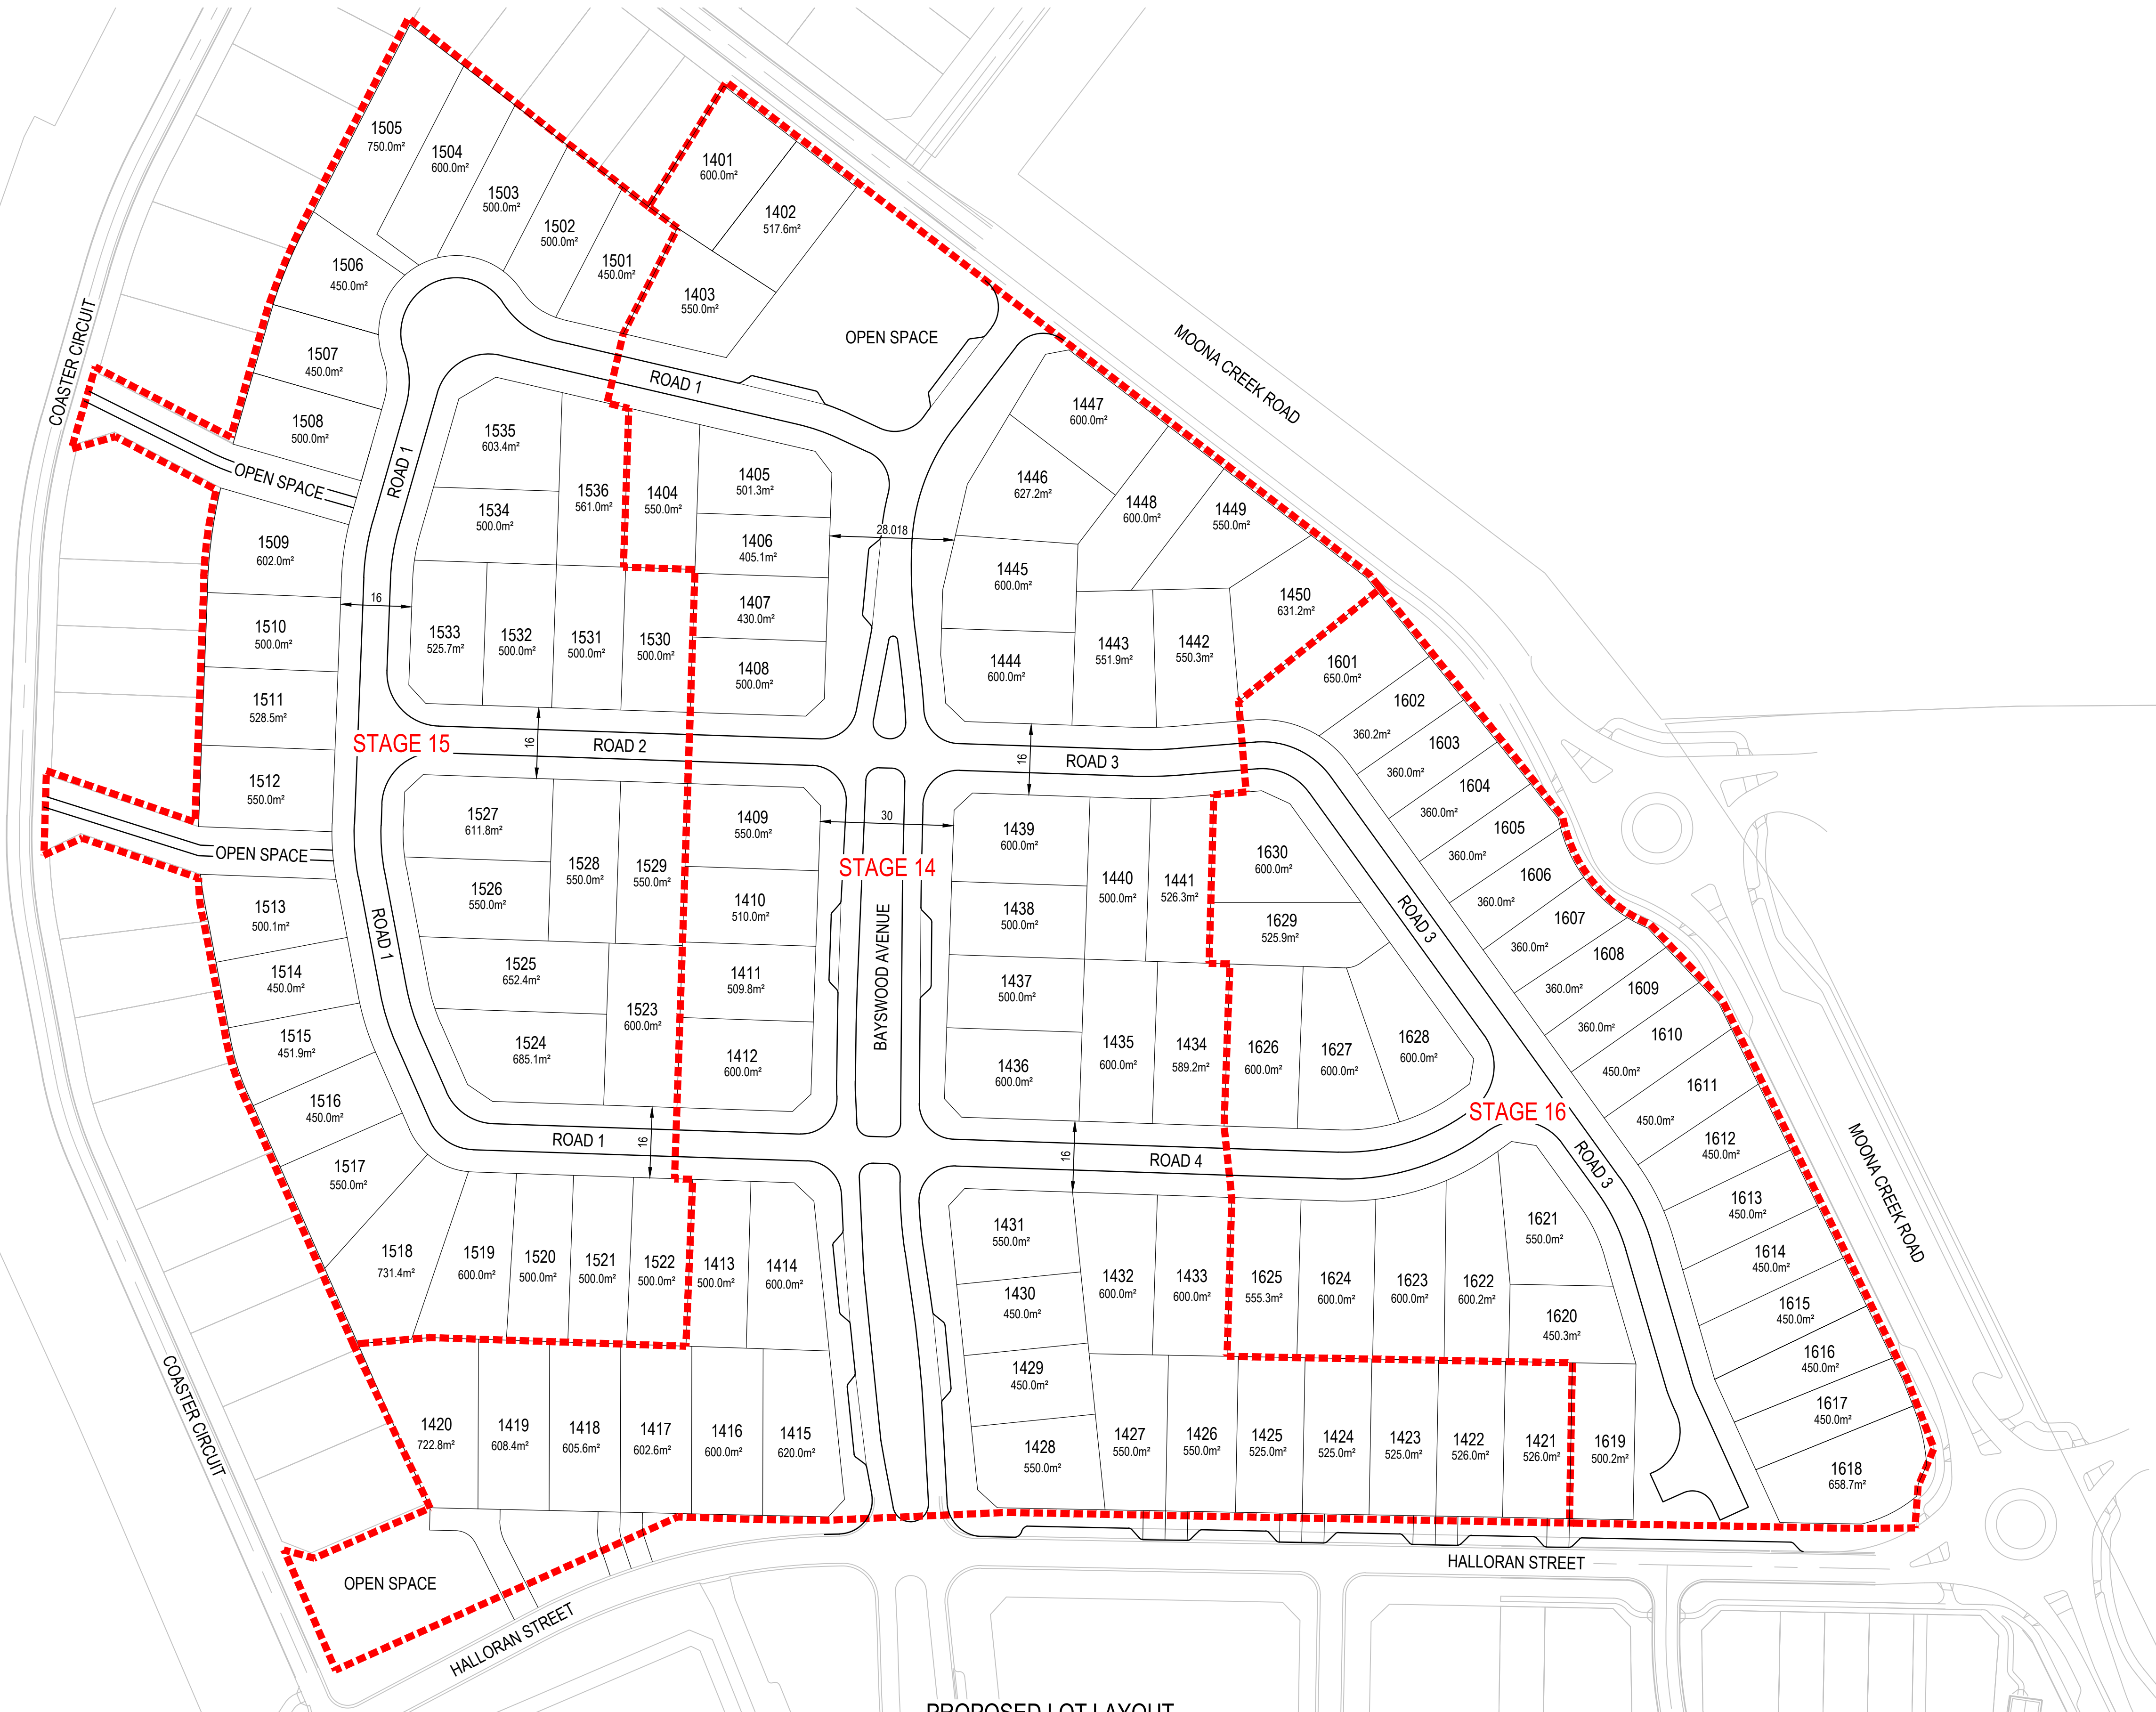 1505
750.0m²
1504
600.0m²
1503
500.0m²
1502
500.0m²
1501
450.0m²
1401
600.0m²
1402
517.6m²
1403
550.0m²
OPEN SPACE
MOONA CREEK ROAD
1506
450.0m²
1507
450.0m²
1508
500.0m²
COASTER CIRCUIT
OPEN SPACE
ROAD 1
ROAD 1
1535
603.4m²
1534
500.0m²
1536
561.0m²
1404
550.0m²
1405
501.3m²
1406
405.1m²
1407
430.0m²
1408
500.0m²
28.018
1447
600.0m²
1446
627.2m²
1448
600.0m²
1449
550.0m²
1445
600.0m²
1444
600.0m²
1443
551.9m²
1442
550.3m²
1450
631.2m²
1509
602.0m²
1510
500.0m²
1511
528.5m²
1512
550.0m²
16
1533
525.7m²
1532
500.0m²
1531
500.0m²
1530
500.0m²
STAGE 15
16
ROAD 2
16
ROAD 3
1601
650.0m²
1602
360.2m²
1603
360.0m²
1604
360.0m²
1605
360.0m²
1606
360.0m²
1607
360.0m²
1608
360.0m²
1609
360.0m²
1610
450.0m²
1611
450.0m²
1612
450.0m²
1613
450.0m²
1614
450.0m²
1615
450.0m²
1616
450.0m²
1617
450.0m²
1618
658.7m²
OPEN SPACE
1527
611.8m²
1528
550.0m²
1529
550.0m²
1526
550.0m²
1409
550.0m²
1410
510.0m²
30
STAGE 14
BAYSWOOD AVENUE
1439
600.0m²
1438
500.0m²
1440
500.0m²
1441
526.3m²
1630
600.0m²
1629
525.9m²
ROAD 3
1513
500.1m²
1514
450.0m²
1515
451.9m²
1516
450.0m²
1517
550.0m²
ROAD 1
1525
652.4m²
1524
685.1m²
1523
600.0m²
1411
509.8m²
1412
600.0m²
1437
500.0m²
1436
600.0m²
1435
600.0m²
1434
589.2m²
1626
600.0m²
1627
600.0m²
1628
600.0m²
STAGE 16
ROAD 1
16
16
ROAD 4
ROAD 3
MOONA CREEK ROAD
1518
731.4m²
1519
600.0m²
1520
500.0m²
1521
500.0m²
1522
500.0m²
1413
500.0m²
1414
600.0m²
1431
550.0m²
1430
450.0m²
1429
450.0m²
1428
550.0m²
1432
600.0m²
1433
600.0m²
1625
555.3m²
1624
600.0m²
1623
600.0m²
1622
600.2m²
1621
550.0m²
1620
450.3m²
COASTER CIRCUIT
1420
722.8m²
1419
608.4m²
1418
605.6m²
1417
602.6m²
1416
600.0m²
1415
620.0m²
1427
550.0m²
1426
550.0m²
1425
525.0m²
1424
525.0m²
1423
525.0m²
1422
526.0m²
1421
526.0m²
1619
500.2m²
OPEN SPACE
HALLORAN STREET
HALLORAN STREET
PROPOSED LOT LAYOUT